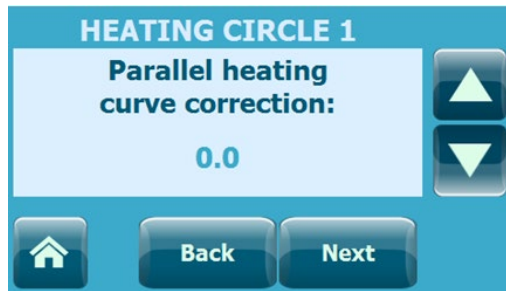 HEATING CIRCLE 1
Parallel heating
curve correction:
0.0
Back
Next